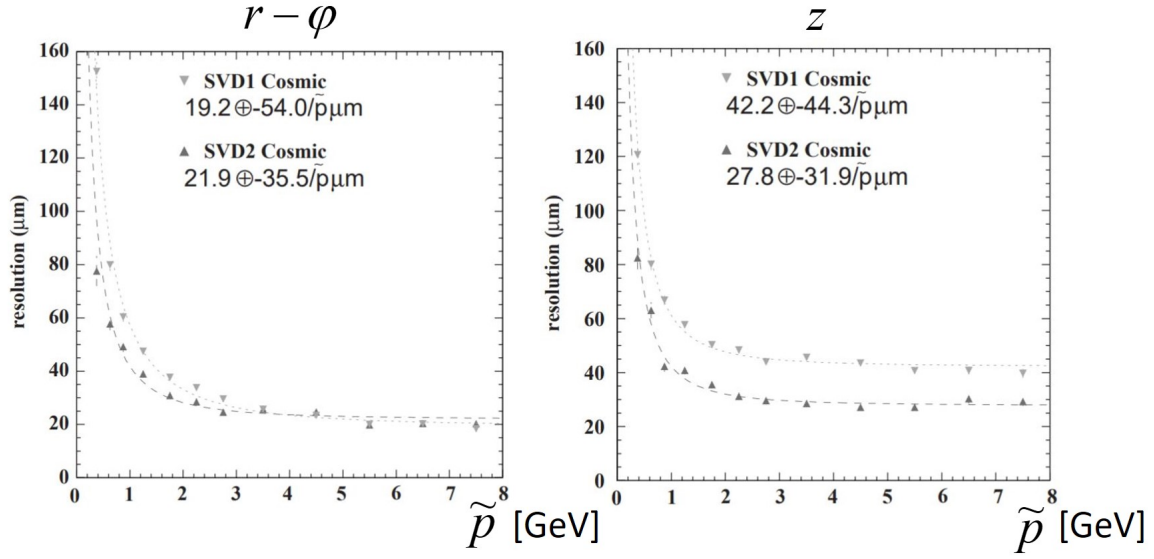 r − φ
160
140
120
100
80
60
40
20
0
resolution (μm)
SVD1 Cosmic
19.2⊕-54.0/p̃μm
SVD2 Cosmic
21.9⊕-35.5/p̃μm
0 1 2 3 4 5 6 7 8
p̃ [GeV]
z
160
140
120
100
80
60
40
20
0
resolution (μm)
SVD1 Cosmic
42.2⊕-44.3/p̃μm
SVD2 Cosmic
27.8⊕-31.9/p̃μm
0 1 2 3 4 5 6 7 8
p̃ [GeV]